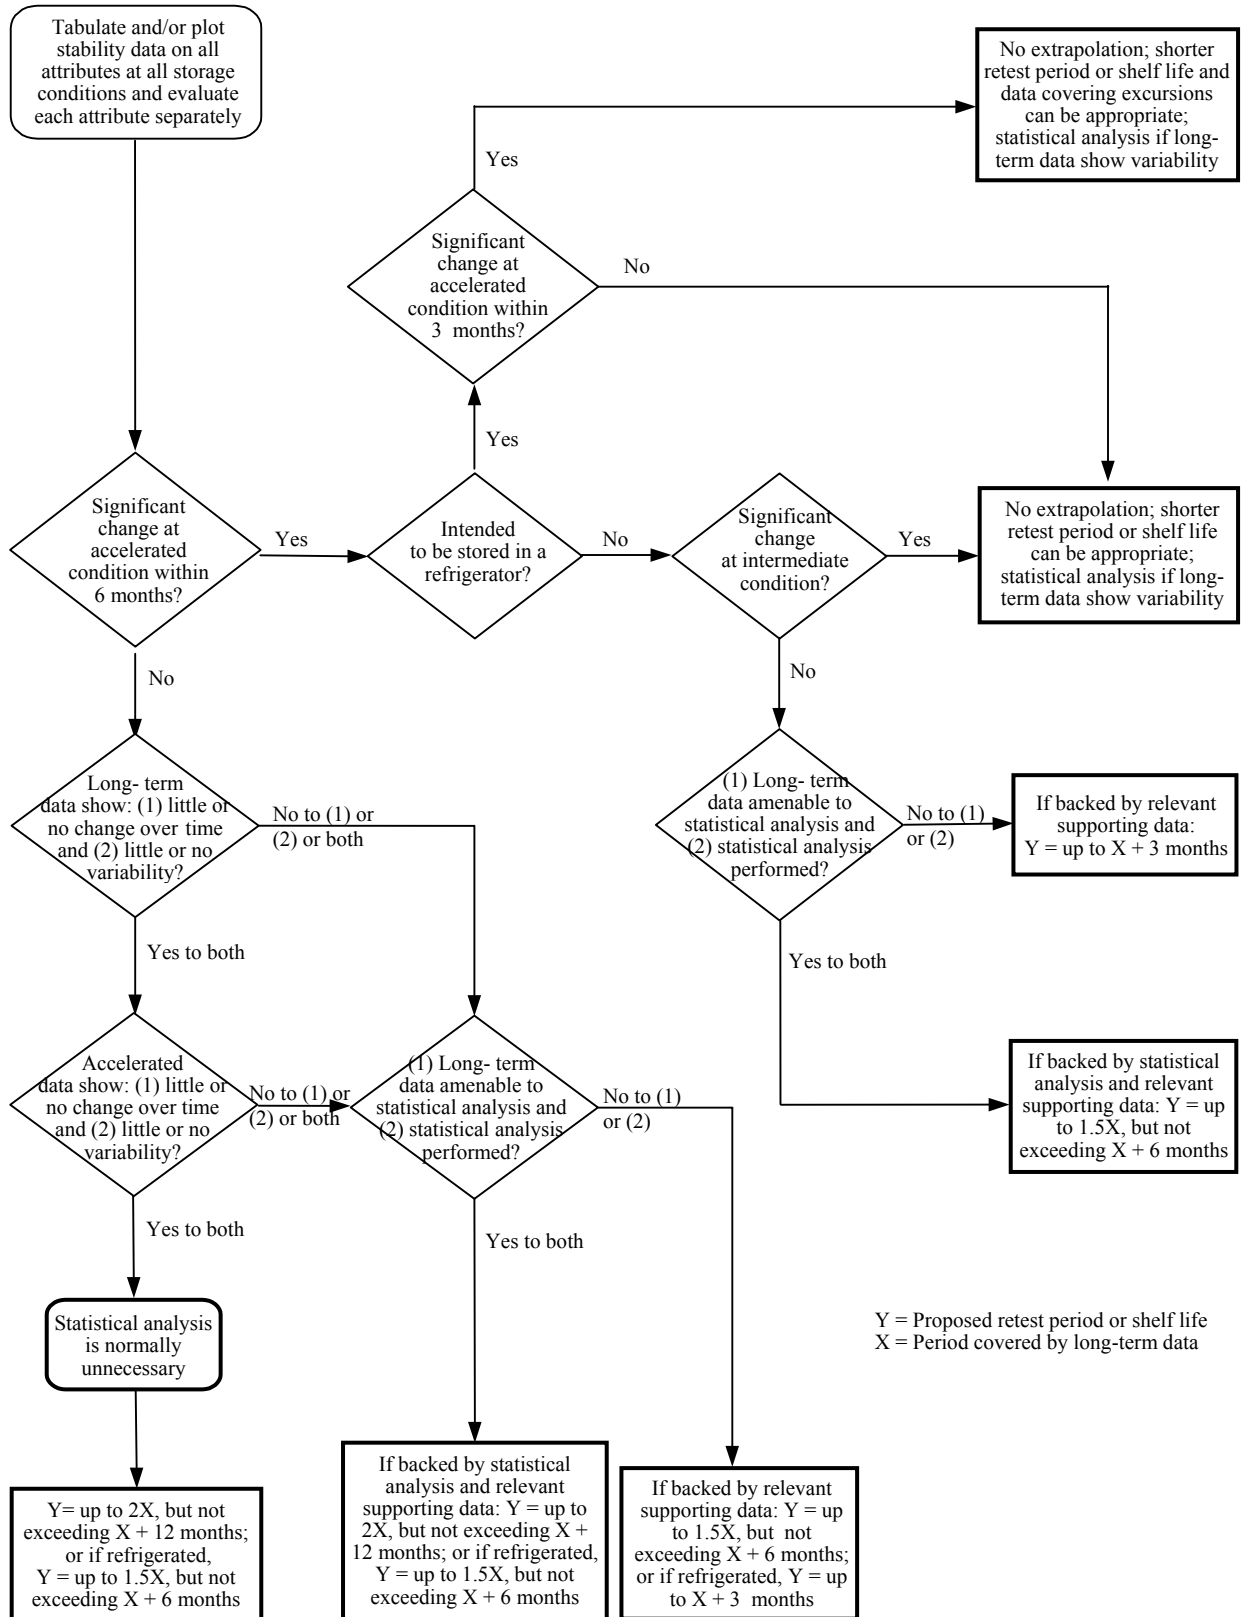 Tabulate and/or plot
stability data on all
attributes at all storage
conditions and evaluate
each attribute separately
No extrapolation; shorter
retest period or shelf life and
data covering excursions
can be appropriate;
statistical analysis if long-
term data show variability
Yes
Significant
change at
accelerated
condition within
3 months?
No
Yes
Significant
change at
accelerated
condition within
6 months?
Yes
Intended
to be stored in a
refrigerator?
No
Significant
change
at intermediate
condition?
Yes
No extrapolation; shorter
retest period or shelf life
can be appropriate;
statistical analysis if long-
term data show variability
No
No
Long- term
data show: (1) little or
no change over time
and (2) little or no
variability?
No to (1) or
(2) or both
(1) Long- term
data amenable to
statistical analysis and
(2) statistical analysis
performed?
No to (1)
or (2)
If backed by relevant
supporting data:
Y = up to X + 3 months
Yes to both
Yes to both
Accelerated
data show: (1) little or
no change over time
and (2) little or no
variability?
No to (1) or
(2) or both
(1) Long- term
data amenable to
statistical analysis and
(2) statistical analysis
performed?
No to (1)
or (2)
If backed by statistical
analysis and relevant
supporting data: Y = up
to 1.5X, but not
exceeding X + 6 months
Yes to both
Yes to both
Statistical analysis
is normally
unnecessary
Y = Proposed retest period or shelf life
X = Period covered by long-term data
Y= up to 2X, but not
exceeding X + 12 months;
or if refrigerated,
Y = up to 1.5X, but not
exceeding X + 6 months
If backed by statistical
analysis and relevant
supporting data: Y = up to
2X, but not exceeding X +
12 months; or if refrigerated,
Y = up to 1.5X, but not
exceeding X + 6 months
If backed by relevant
supporting data: Y = up
to 1.5X, but not
exceeding X + 6 months;
or if refrigerated, Y = up
to X + 3 months